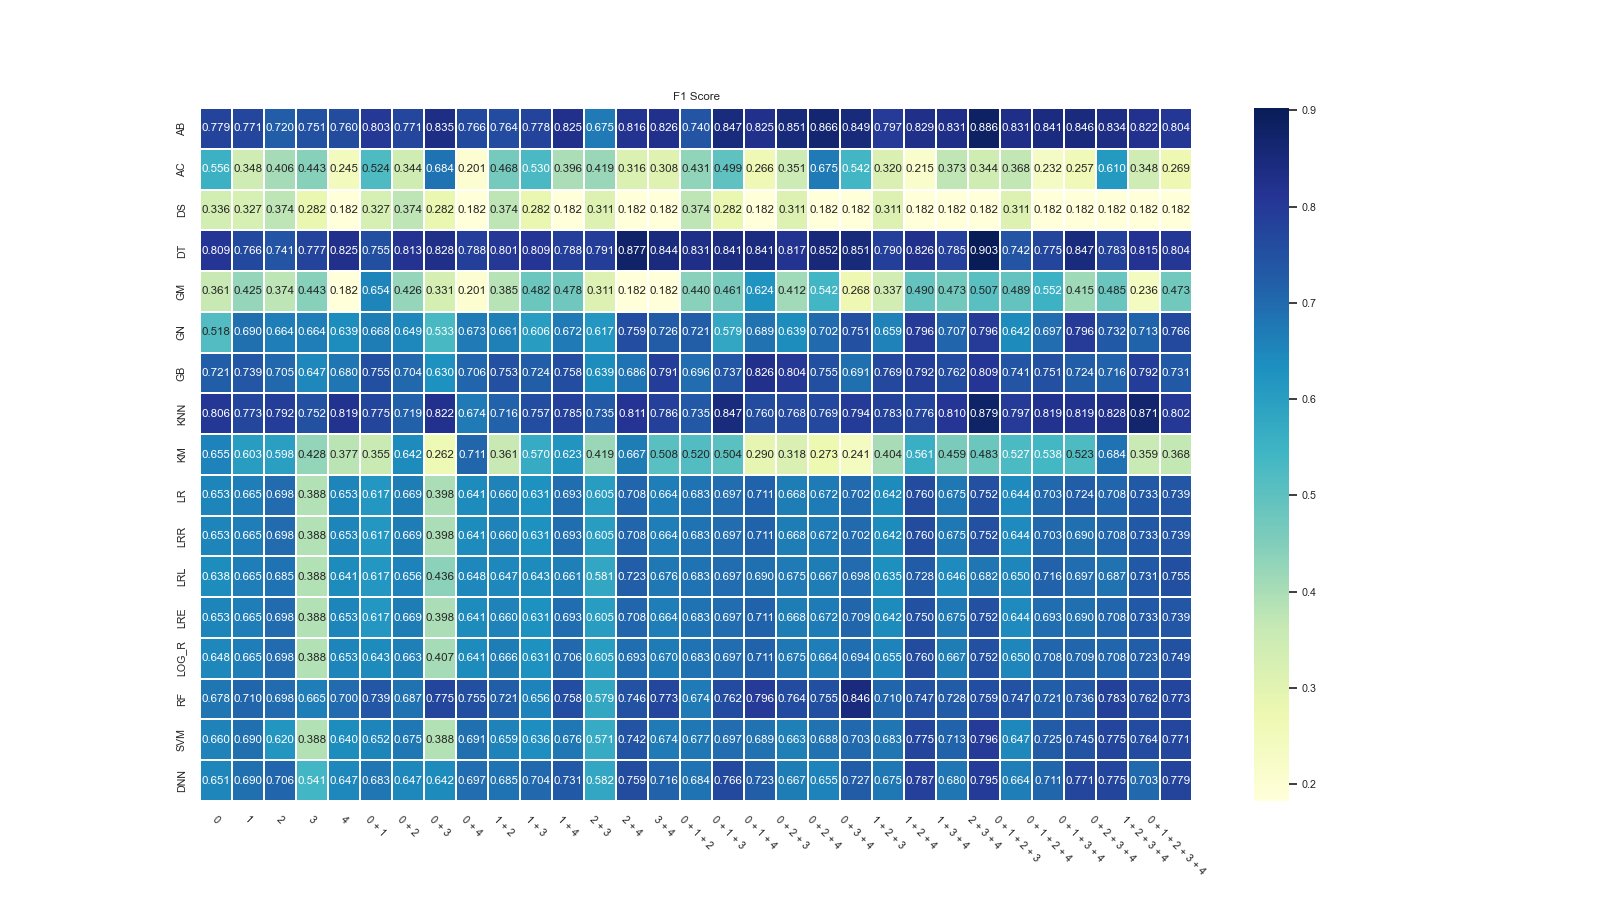 F1 Score
AB 0.779 0.771 0.720 0.751 0.760 0.803 0.771 0.835 0.766 0.764 0.778 0.825 0.675 0.816 0.826 0.740 0.847 0.825 0.851 0.866 0.849 0.797 0.829 0.831 0.886 0.831 0.841 0.846 0.834 0.822 0.804
AC 0.556 0.348 0.406 0.443 0.245 0.524 0.344 0.684 0.201 0.468 0.530 0.396 0.419 0.316 0.308 0.431 0.499 0.266 0.351 0.675 0.542 0.320 0.215 0.373 0.344 0.368 0.232 0.257 0.610 0.348 0.269
DS 0.336 0.327 0.374 0.282 0.182 0.327 0.374 0.282 0.182 0.374 0.282 0.182 0.311 0.182 0.182 0.374 0.282 0.182 0.311 0.182 0.182 0.311 0.182 0.182 0.182 0.311 0.182 0.182 0.182 0.182 0.182
DT 0.809 0.766 0.741 0.777 0.825 0.755 0.813 0.828 0.788 0.801 0.809 0.788 0.791 0.877 0.844 0.831 0.841 0.841 0.817 0.852 0.851 0.790 0.826 0.785 0.903 0.742 0.775 0.847 0.783 0.815 0.804
GM 0.361 0.425 0.374 0.443 0.182 0.654 0.426 0.331 0.201 0.385 0.482 0.478 0.311 0.182 0.182 0.440 0.461 0.624 0.412 0.542 0.268 0.337 0.490 0.473 0.507 0.489 0.552 0.415 0.485 0.236 0.473
GN 0.518 0.690 0.664 0.664 0.639 0.668 0.649 0.533 0.673 0.661 0.606 0.672 0.617 0.759 0.726 0.721 0.579 0.689 0.639 0.702 0.751 0.659 0.796 0.707 0.796 0.642 0.697 0.796 0.732 0.713 0.766
GB 0.721 0.739 0.705 0.647 0.680 0.755 0.704 0.630 0.706 0.753 0.724 0.758 0.639 0.686 0.791 0.696 0.737 0.826 0.804 0.755 0.691 0.769 0.792 0.762 0.809 0.741 0.751 0.724 0.716 0.792 0.731
KNN 0.806 0.773 0.792 0.752 0.819 0.775 0.719 0.822 0.674 0.716 0.757 0.785 0.735 0.811 0.786 0.735 0.847 0.760 0.768 0.769 0.794 0.783 0.776 0.810 0.879 0.797 0.819 0.819 0.828 0.871 0.802
KM 0.655 0.603 0.598 0.428 0.377 0.355 0.642 0.262 0.711 0.361 0.570 0.623 0.419 0.667 0.508 0.520 0.504 0.290 0.318 0.273 0.241 0.404 0.561 0.459 0.483 0.527 0.538 0.523 0.684 0.359 0.368
LR 0.653 0.665 0.698 0.388 0.653 0.617 0.669 0.398 0.641 0.660 0.631 0.693 0.605 0.708 0.664 0.683 0.697 0.711 0.668 0.672 0.702 0.642 0.760 0.675 0.752 0.644 0.703 0.724 0.708 0.733 0.739
LRR 0.653 0.665 0.698 0.388 0.653 0.617 0.669 0.398 0.641 0.660 0.631 0.693 0.605 0.708 0.664 0.683 0.697 0.711 0.668 0.672 0.702 0.642 0.760 0.675 0.752 0.644 0.703 0.690 0.708 0.733 0.739
LRL 0.638 0.665 0.685 0.388 0.641 0.617 0.656 0.436 0.648 0.647 0.643 0.661 0.581 0.723 0.676 0.683 0.697 0.690 0.675 0.667 0.698 0.635 0.728 0.646 0.682 0.650 0.716 0.697 0.687 0.731 0.755
LRE 0.653 0.665 0.698 0.388 0.653 0.617 0.669 0.398 0.641 0.660 0.631 0.693 0.605 0.708 0.664 0.683 0.697 0.711 0.668 0.672 0.709 0.642 0.750 0.675 0.752 0.644 0.693 0.690 0.708 0.733 0.739
LOG_R 0.648 0.665 0.698 0.388 0.653 0.643 0.663 0.407 0.641 0.666 0.631 0.706 0.605 0.693 0.670 0.683 0.697 0.711 0.675 0.664 0.694 0.655 0.760 0.667 0.752 0.650 0.708 0.709 0.708 0.723 0.749
RF 0.678 0.710 0.698 0.665 0.700 0.739 0.687 0.775 0.755 0.721 0.656 0.758 0.579 0.746 0.773 0.674 0.762 0.796 0.764 0.755 0.846 0.710 0.747 0.728 0.759 0.747 0.721 0.736 0.783 0.762 0.773
SVM 0.660 0.690 0.620 0.388 0.640 0.652 0.675 0.388 0.691 0.659 0.636 0.676 0.571 0.742 0.674 0.677 0.697 0.689 0.663 0.688 0.703 0.683 0.775 0.713 0.796 0.647 0.725 0.745 0.775 0.764 0.771
DNN 0.651 0.690 0.706 0.541 0.647 0.683 0.647 0.642 0.697 0.685 0.704 0.731 0.582 0.759 0.716 0.684 0.766 0.723 0.667 0.655 0.727 0.675 0.787 0.680 0.795 0.664 0.711 0.771 0.775 0.703 0.779
0
1
2
3
4
0 + 1
0 + 2
0 + 3
0 + 4
1 + 2
1 + 3
1 + 4
2 + 3
2 + 4
3 + 4
0 + 1 + 2
0 + 1 + 3
0 + 1 + 4
0 + 2 + 3
0 + 2 + 4
0 + 3 + 4
1 + 2 + 3
1 + 2 + 4
1 + 3 + 4
2 + 3 + 4
0 + 1 + 2 + 3
0 + 1 + 2 + 4
0 + 1 + 3 + 4
0 + 2 + 3 + 4
1 + 2 + 3 + 4
0 + 1 + 2 + 3 + 4
0.9
0.8
0.7
0.6
0.5
0.4
0.3
0.2